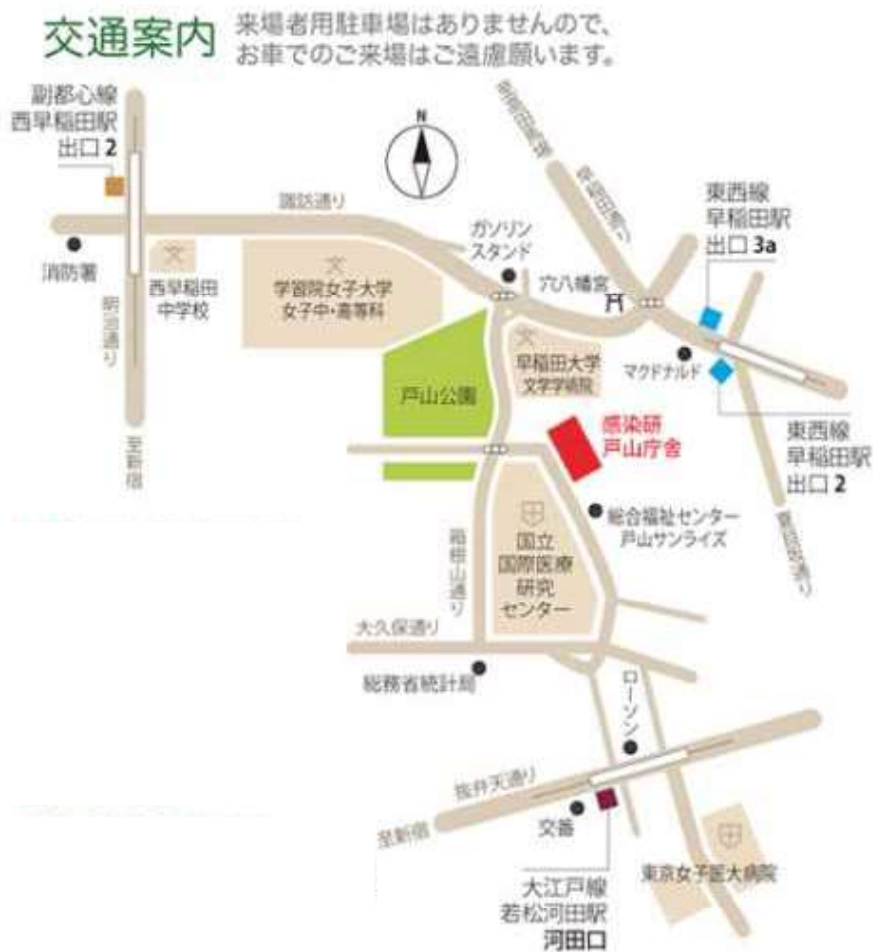 交通案内
来場者用駐車場はありませんので、
お車でのご来場はご遠慮願います。
副都心線
西早稲田駅
出口 2
N
諏訪通り
ガソリン
スタンド
早稲田通り
東西線
早稲田駅
出口 3a
穴八幡宮
消防署
西早稲田
中学校
学習院女子大学
女子中・高等科
明治通り
早稲田大学
文学学術院
マクドナルド
戸山公園
感染研
戸山庁舎
東西線
早稲田駅
出口 2
至新宿
総合福祉センター
戸山サンライズ
国立
国際医療
研究
センター
箱根山通り
大久保通り
総務省統計局
ローソン
抜弁天通り
至新宿
交番
東京女子医大病院
大江戸線
若松河田駅
河田口